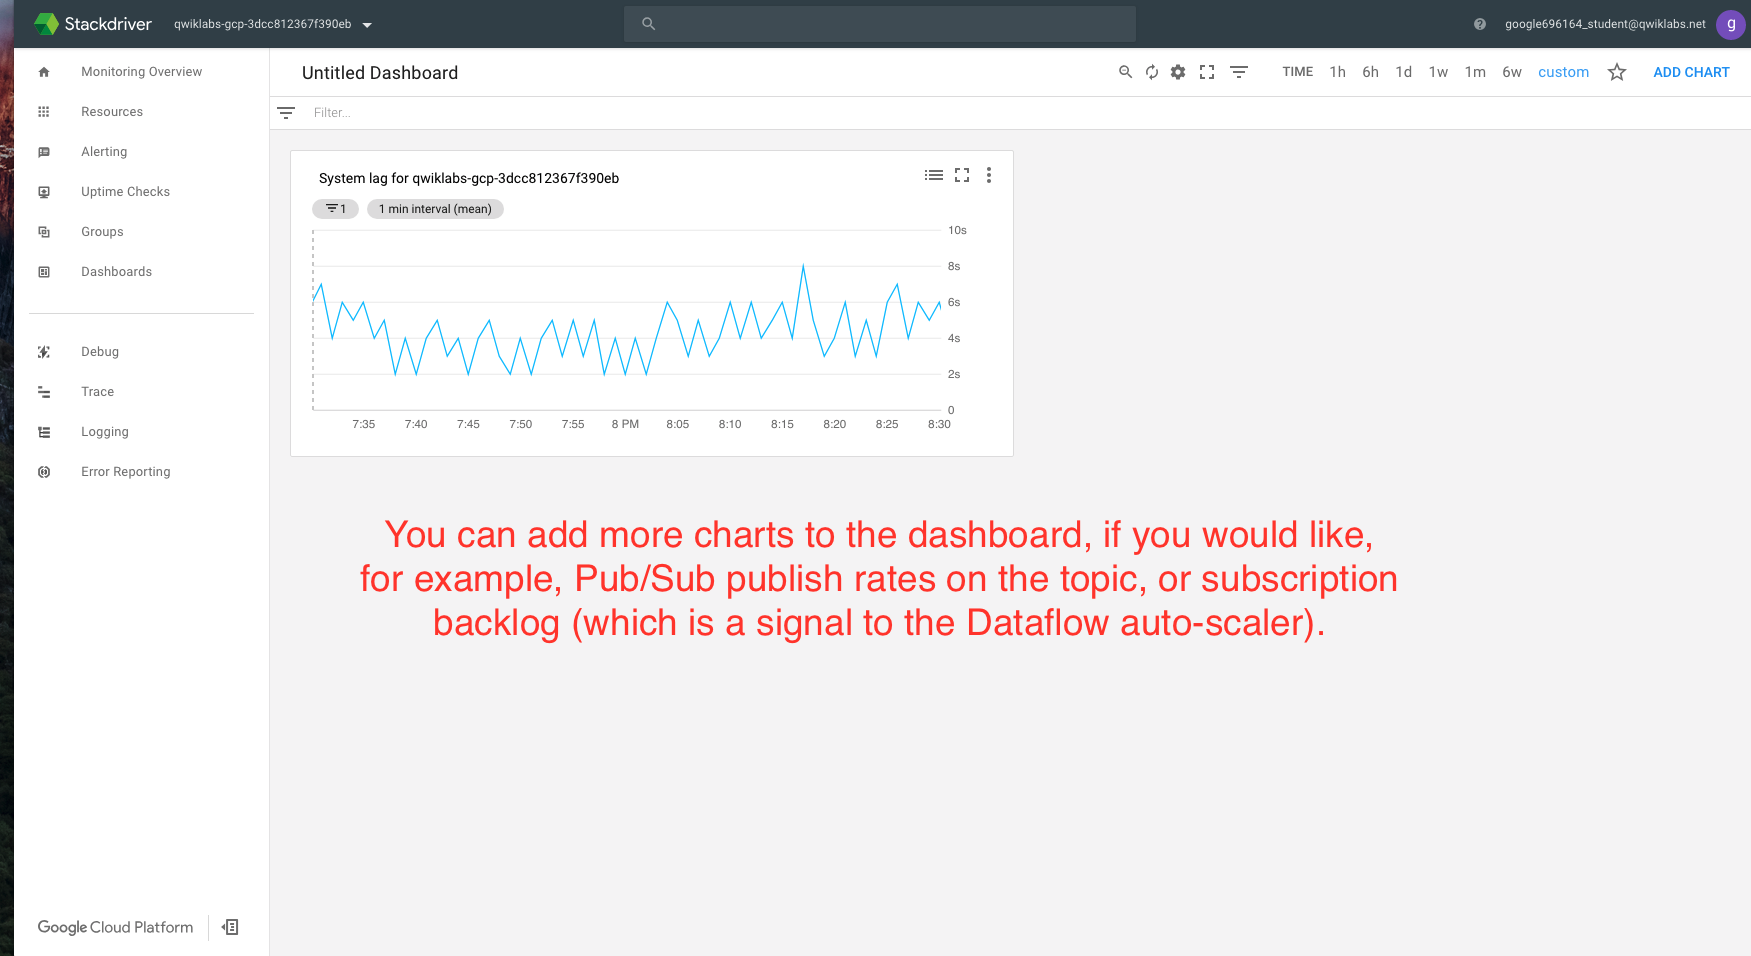 Stackdriver
qwiklabs-gcp-3dcc812367f390eb
google696164_student@qwiklabs.net
g
Monitoring Overview
Resources
Alerting
Uptime Checks
Groups
Dashboards
Debug
Trace
Logging
Error Reporting
Google Cloud Platform
Untitled Dashboard
TIME 1h 6h 1d 1w 1m 6w custom
ADD CHART
Filter...
System lag for qwiklabs-gcp-3dcc812367f390eb
1
1 min interval (mean)
10s
8s
6s
4s
2s
0
7:35 7:40 7:45 7:50 7:55 8 PM 8:05 8:10 8:15 8:20 8:25 8:30
You can add more charts to the dashboard, if you would like,
for example, Pub/Sub publish rates on the topic, or subscription
backlog (which is a signal to the Dataflow auto-scaler).